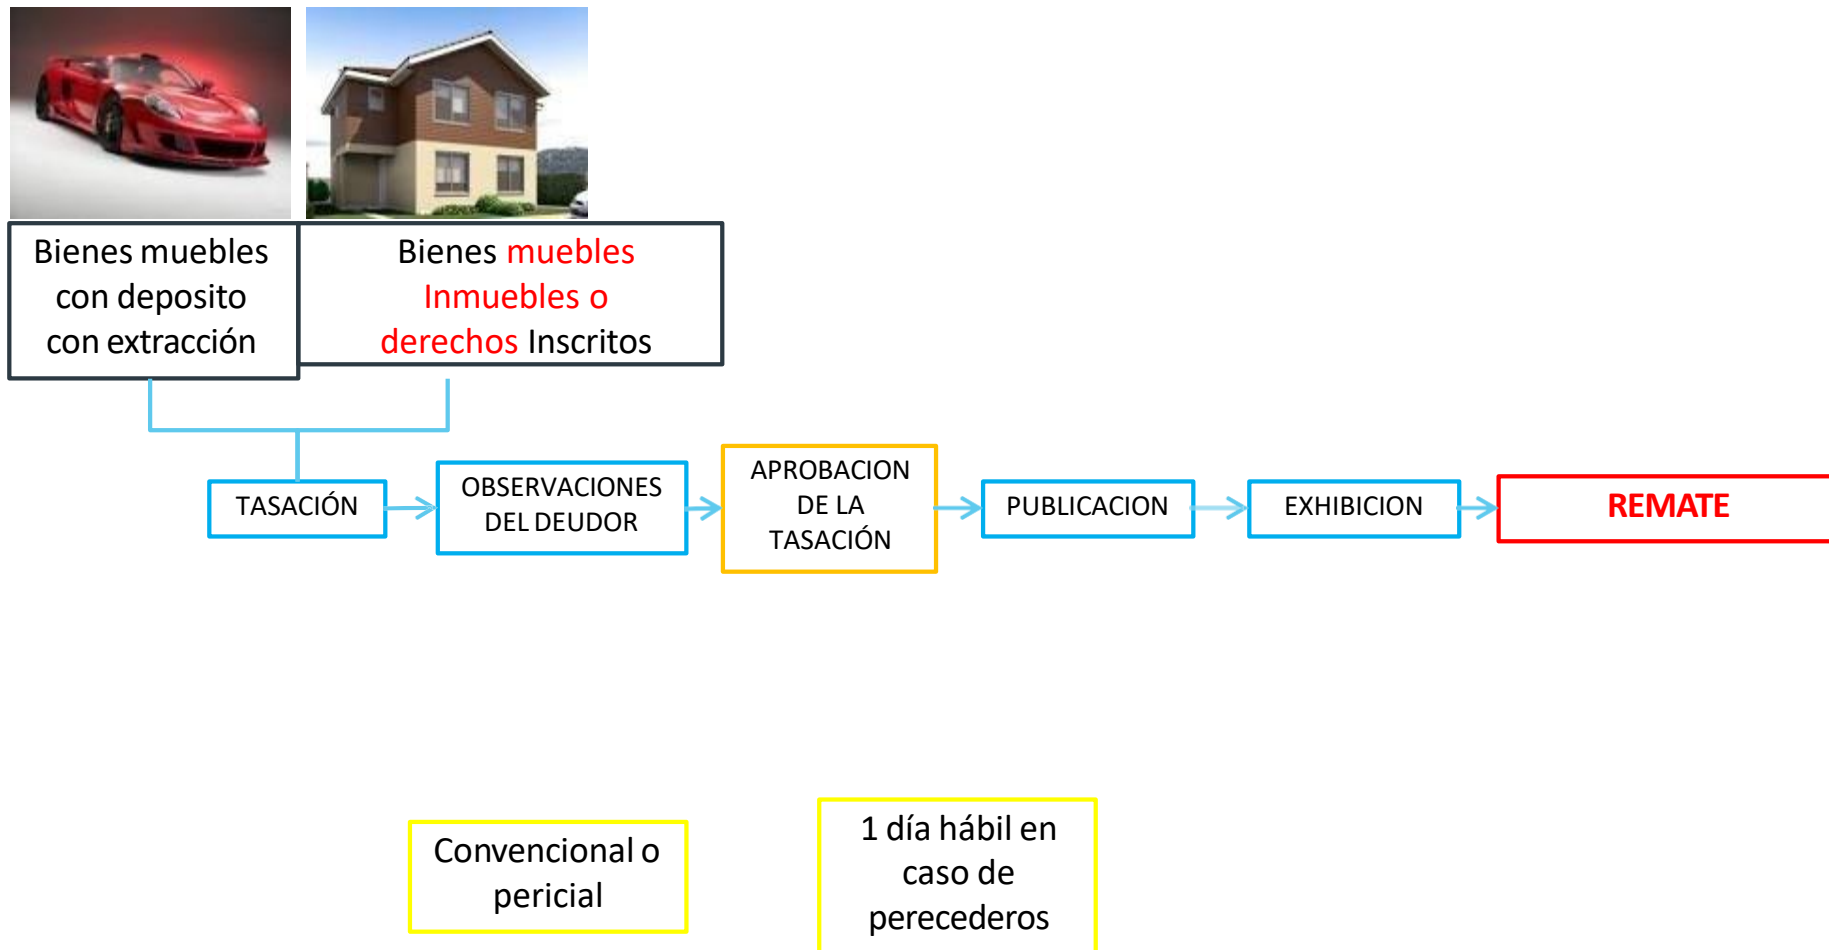 Bienes muebles
con deposito
con extracción
Bienes muebles
Inmuebles o
derechos Inscritos
TASACIÓN
OBSERVACIONES
DEL DEUDOR
APROBACION
DE LA
TASACIÓN
PUBLICACION
EXHIBICION
REMATE
Convencional o
pericial
1 día hábil en
caso de
perecederos